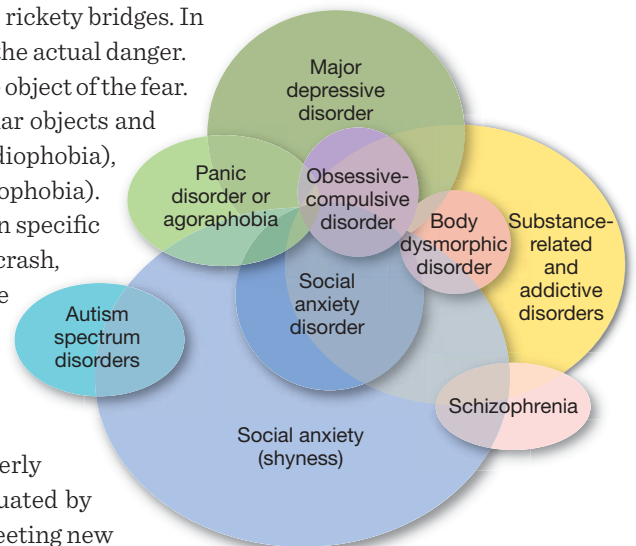 rickety bridges. In
the actual danger.
object of the fear.
ar objects and
diophobia),
ophobia).
n specific
crash,
e
erly
uated by
eeting new
Major
depressive
disorder
Panic
disorder or
agoraphobia
Obsessive-
compulsive
disorder
Body
dysmorphic
disorder
Substance-
related
and
addictive
disorders
Social
anxiety
disorder
Autism
spectrum
disorders
Schizophrenia
Social anxiety
(shyness)